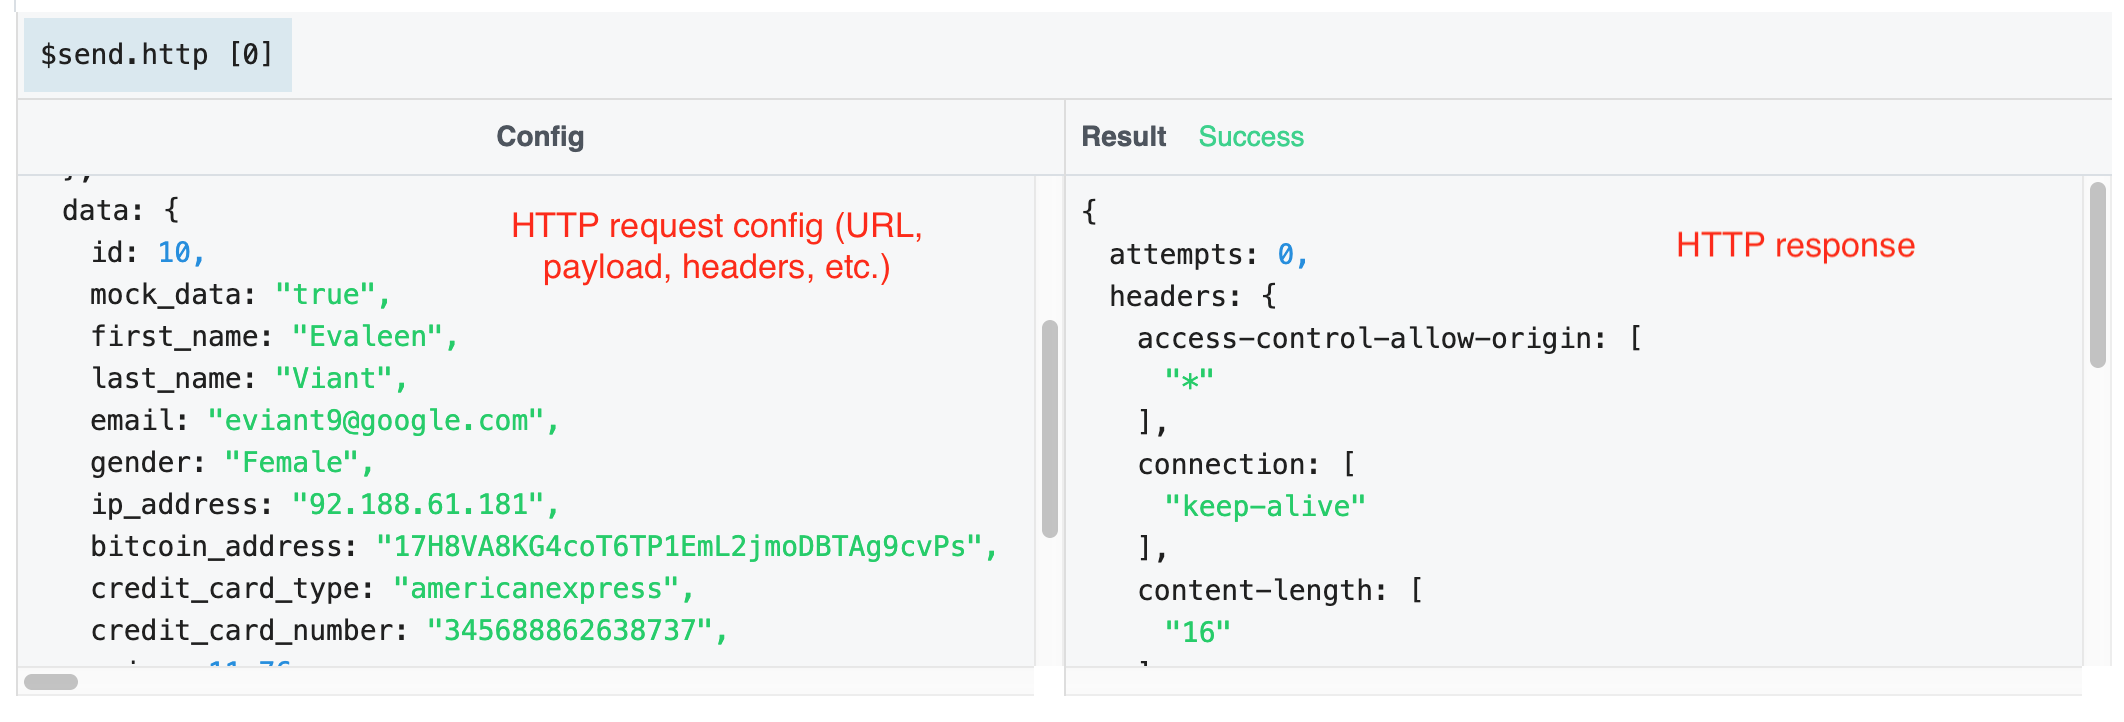 $send.http [0]
Config
Result Success
},
data: {
id: 10,
mock_data: "true",
first_name: "Evaleen",
last_name: "Viant",
email: "eviant9@google.com",
gender: "Female",
ip_address: "92.188.61.181",
bitcoin_address: "17H8VA8KG4coT6TP1EmL2jmoDBTAg9cvPs",
credit_card_type: "americanexpress",
credit_card_number: "345688862638737",
HTTP request config (URL,
payload, headers, etc.)
{
attempts: 0,
headers: {
access-control-allow-origin: [
"*"
],
connection: [
"keep-alive"
],
content-length: [
"16"
HTTP response